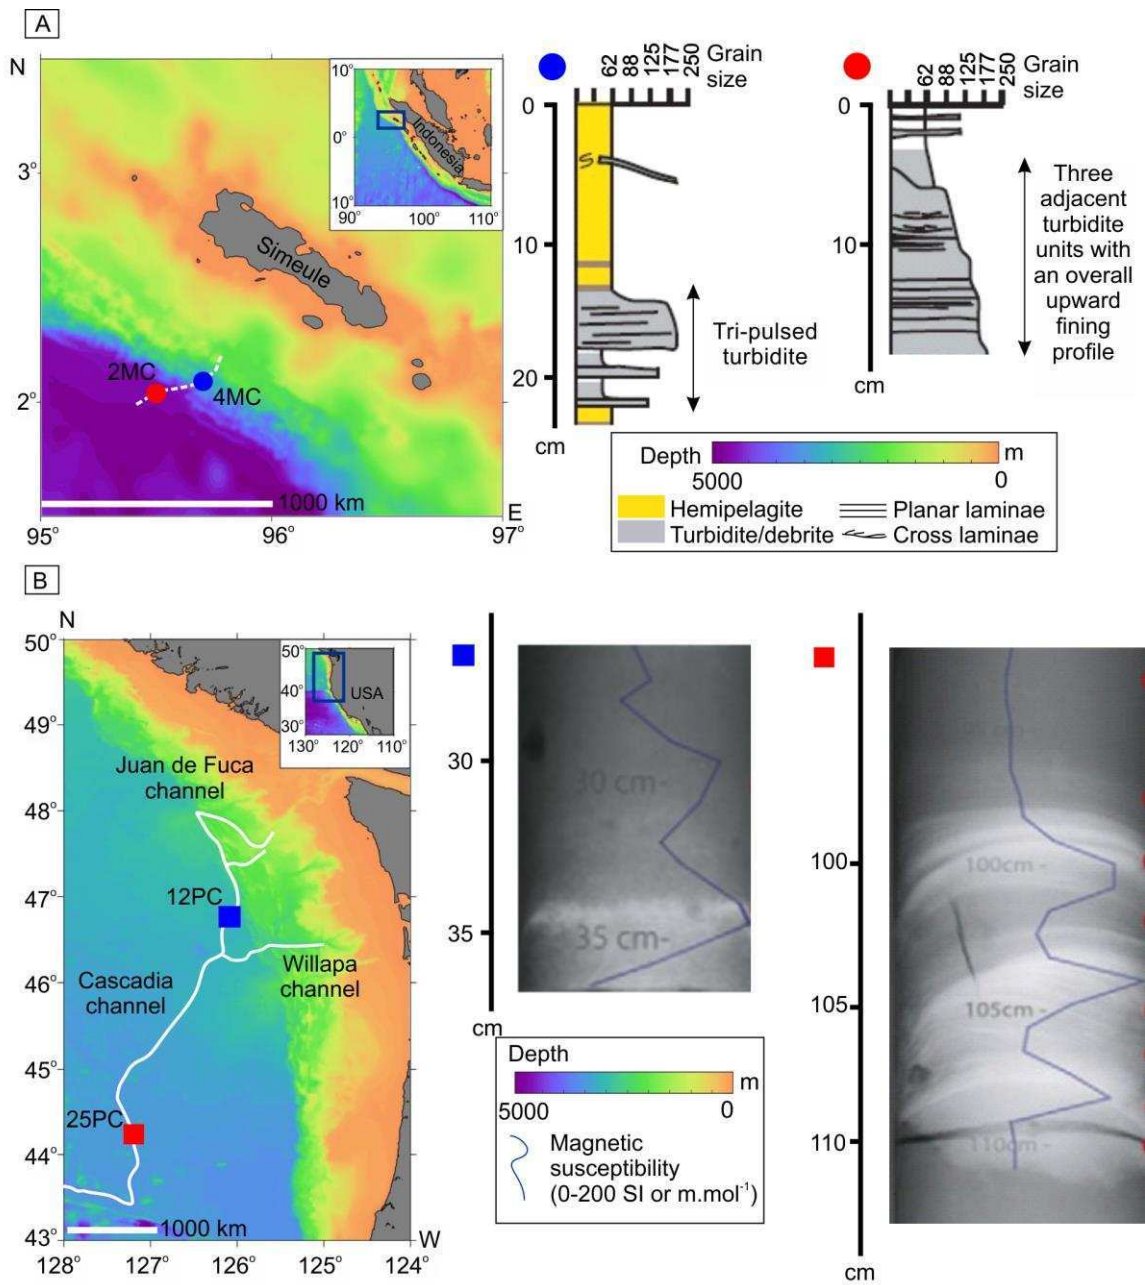 A
N
3°
2°
95°
96°
97°
E
Simeule
2MC
4MC
1000 km
10°
0°
10°
90°
100°
110°
Indonesia
62
88
125
177
250
Grain
size
0
10
20
cm
Tri-pulsed
turbidite
62
88
125
177
250
Grain
size
0
10
cm
Three
adjacent
turbidite
units with
an overall
upward
fining
profile
Depth
m
5000
0
Hemipelagite
Planar laminae
Turbidite/debrite
Cross laminae
B
N
50°
49°
48°
47°
46°
45°
44°
43°
128°
127°
126°
125°
124°
W
50°
40°
30°
130°
120°
110°
USA
Juan de Fuca
channel
12PC
Willapa
channel
Cascadia
channel
25PC
1000 km
30
35
cm
30 cm-
35 cm-
Depth
m
5000
0
Magnetic
susceptibility
(0-200 SI or m.mol⁻¹)
100
105
110
cm
100cm -
105cm -
110cm -